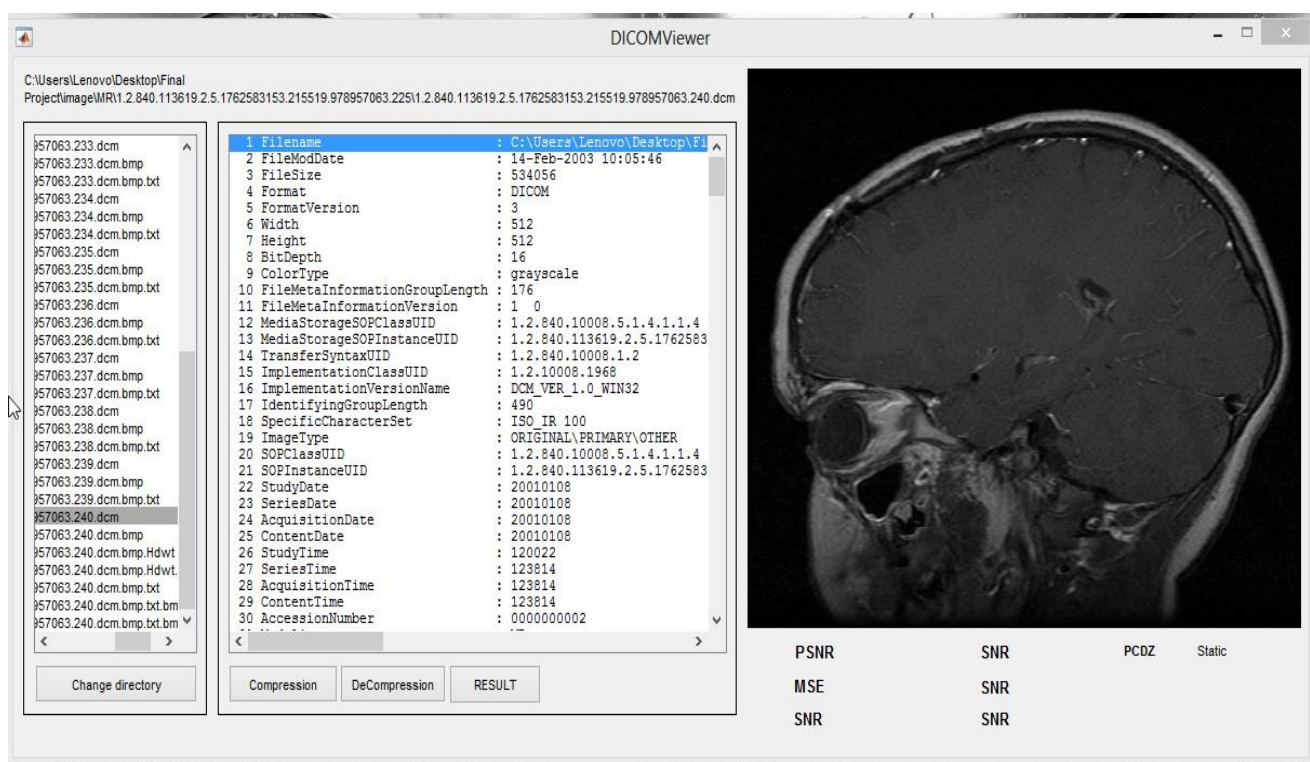 DICOMViewer
C:\Users\Lenovo\Desktop\Final
Project\image\MR\1.2.840.113619.2.5.1762583153.215519.978957063.225\1.2.840.113619.2.5.1762583153.215519.978957063.240.dcm
957063.233.dcm
957063.233.dcm.bmp
957063.233.dcm.bmp.txt
957063.234.dcm
957063.234.dcm.bmp
957063.234.dcm.bmp.txt
957063.235.dcm
957063.235.dcm.bmp
957063.235.dcm.bmp.txt
957063.236.dcm
957063.236.dcm.bmp
957063.236.dcm.bmp.txt
957063.237.dcm
957063.237.dcm.bmp
957063.237.dcm.bmp.txt
957063.238.dcm
957063.238.dcm.bmp
957063.238.dcm.bmp.txt
957063.239.dcm
957063.239.dcm.bmp
957063.239.dcm.bmp.txt
957063.240.dcm
957063.240.dcm.bmp
957063.240.dcm.bmp.Hdwt
957063.240.dcm.bmp.Hdwt.
957063.240.dcm.bmp.txt
957063.240.dcm.bmp.txt.bm
957063.240.dcm.bmp.txt.bm
Change directory
1 Filename : C:\Users\Lenovo\Desktop\Fi
2 FileModDate : 14-Feb-2003 10:05:46
3 FileSize : 534056
4 Format : DICOM
5 FormatVersion : 3
6 Width : 512
7 Height : 512
8 BitDepth : 16
9 ColorType : grayscale
10 FileMetaInformationGroupLength : 176
11 FileMetaInformationVersion : 1 0
12 MediaStorageSOPClassUID : 1.2.840.10008.5.1.4.1.1.4
13 MediaStorageSOPInstanceUID : 1.2.840.113619.2.5.1762583
14 TransferSyntaxUID : 1.2.840.10008.1.2
15 ImplementationClassUID : 1.2.10008.1968
16 ImplementationVersionName : DCM_VER_1.0_WIN32
17 IdentifyingGroupLength : 490
18 SpecificCharacterSet : ISO_IR 100
19 ImageType : ORIGINAL\PRIMARY\OTHER
20 SOPClassUID : 1.2.840.10008.5.1.4.1.1.4
21 SOPInstanceUID : 1.2.840.113619.2.5.1762583
22 StudyDate : 20010108
23 SeriesDate : 20010108
24 AcquisitionDate : 20010108
25 ContentDate : 20010108
26 StudyTime : 120022
27 SeriesTime : 123814
28 AcquisitionTime : 123814
29 ContentTime : 123814
30 AccessionNumber : 0000000002
Compression DeCompression RESULT
PSNR SNR PCDZ Static
MSE SNR
SNR SNR